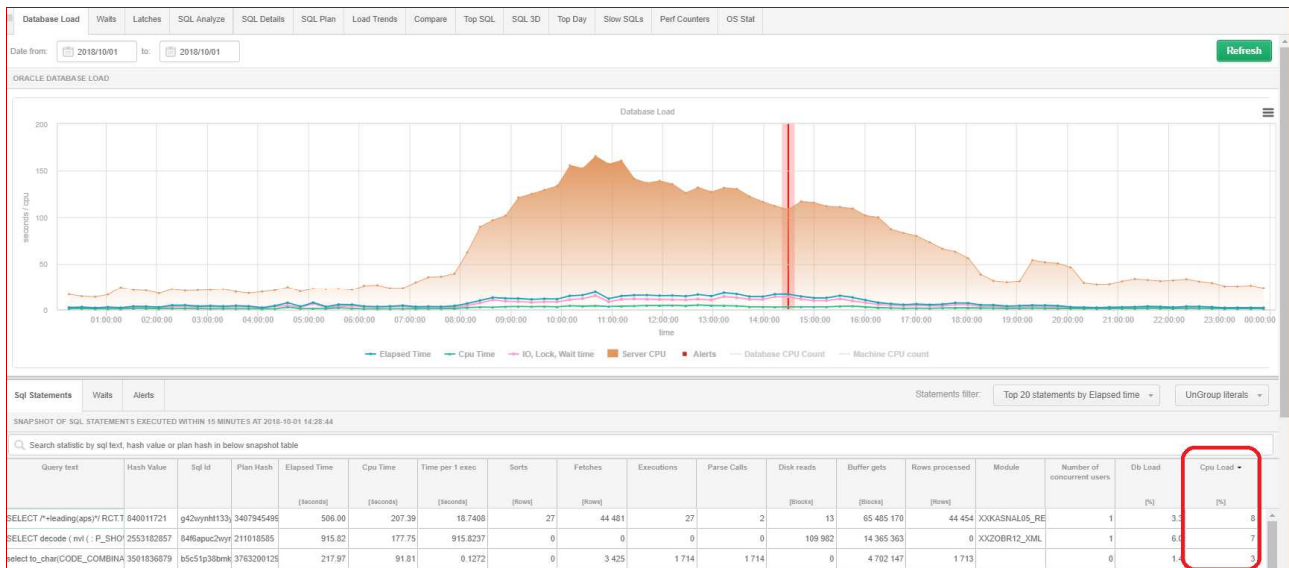 Database Load Waits Latches SQL Analyze SQL Details SQL Plan Load Trends Compare Top SQL SQL 3D Top Day Slow SQLs Perf Counters OS Stat
Date from: 2018/10/01 to: 2018/10/01 Refresh
ORACLE DATABASE LOAD
Database Load
200
150
100
50
0
seconds / cpu
01:00:00 02:00:00 03:00:00 04:00:00 05:00:00 06:00:00 07:00:00 08:00:00 09:00:00 10:00:00 11:00:00 12:00:00 13:00:00 14:00:00 15:00:00 16:00:00 17:00:00 18:00:00 19:00:00 20:00:00 21:00:00 22:00:00 23:00:00 00:00:00
time
Elapsed Time Cpu Time IO, Lock, Wait time Server CPU Alerts Database CPU Count Machine CPU count
Sql Statements Waits Alerts Statements filter: Top 20 statements by Elapsed time UnGroup literals
SNAPSHOT OF SQL STATEMENTS EXECUTED WITHIN 15 MINUTES AT 2018-10-01 14:28:44
Search statistic by sql text, hash value or plan hash in below snapshot table
Query text Hash Value Sql Id Plan Hash Elapsed Time Cpu Time Time per 1 exec Sorts Fetches Executions Parse Calls Disk reads Buffer gets Rows processed Module Number of concurrent users Db Load Cpu Load
[Seconds] [Seconds] [Seconds] [Rows] [Rows] [Blocks] [Blocks] [Rows] [%] [%]
SELECT /*+leading(aps)*/ RCT.T 840011721 g42wynht133y 3407945499 506.00 207.39 18.7408 27 44 481 27 2 13 65 485 170 44 454 XXKASNAL05_RE 1 3.3 8
SELECT decode ( nvl ( : P_SHO 2553182857 84f6apuc2wyr 211018585 915.82 177.75 915.8237 0 0 0 0 109 982 14 365 363 0 XXZOBR12_XML 1 6.0 7
select to_char(CODE_COMBINA 3501836879 b5c51p38bmk 3763200129 217.97 91.81 0.1272 0 3 425 1 714 1 714 0 4 702 147 1 713 1 1.4 3